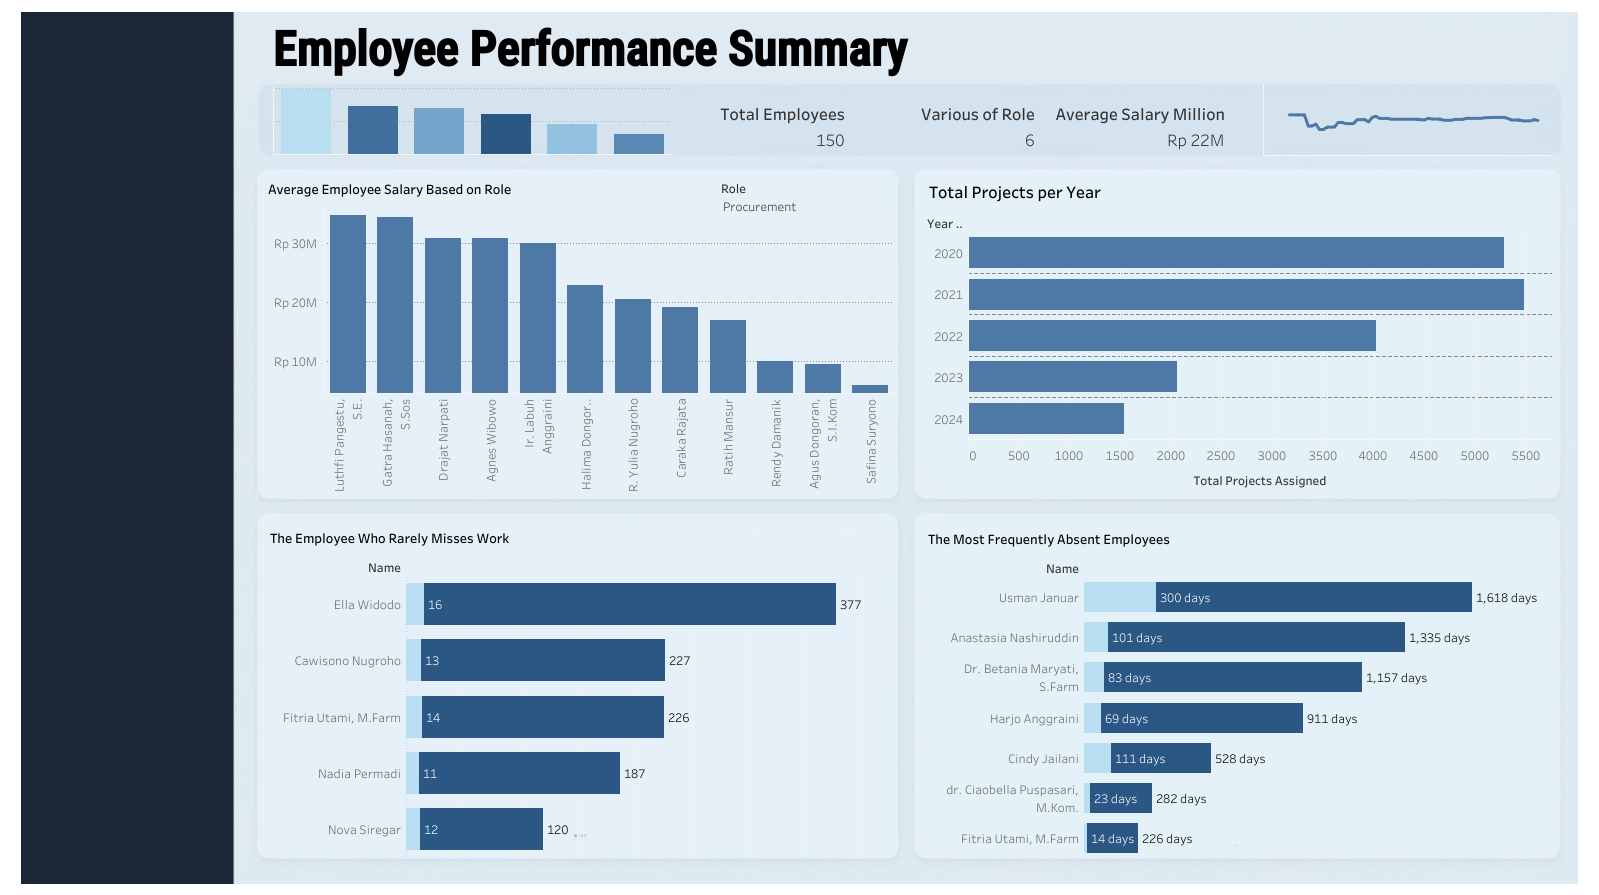 Employee Performance Summary
Total Employees
150
Various of Role
6
Average Salary Million
Rp 22M
Average Employee Salary Based on Role
Role
Procurement
Rp 30M
Rp 20M
Rp 10M
Luthfi Pangestu,
S.E.
Gatra Hasanah,
S.Sos
Drajat Narpati
Agnes Wibowo
Ir. Labuh
Anggraini
Halima Dongor..
R. Yulia Nugroho
Caraka Rajata
Ratih Mansur
Rendy Damanik
Agus Dongoran,
S.I.Kom
Safina Suryono
Total Projects per Year
Year ..
2020
2021
2022
2023
2024
0 500 1000 1500 2000 2500 3000 3500 4000 4500 5000 5500
Total Projects Assigned
The Employee Who Rarely Misses Work
Name
Ella Widodo 16 377
Cawisono Nugroho 13 227
Fitria Utami, M.Farm 14 226
Nadia Permadi 11 187
Nova Siregar 12 120
The Most Frequently Absent Employees
Name
Usman Januar 300 days 1,618 days
Anastasia Nashiruddin 101 days 1,335 days
Dr. Betania Maryati,
S.Farm
83 days 1,157 days
Harjo Anggraini 69 days 911 days
Cindy Jailani 111 days 528 days
dr. Ciaobella Puspasari,
M.Kom.
23 days 282 days
Fitria Utami, M.Farm 14 days 226 days